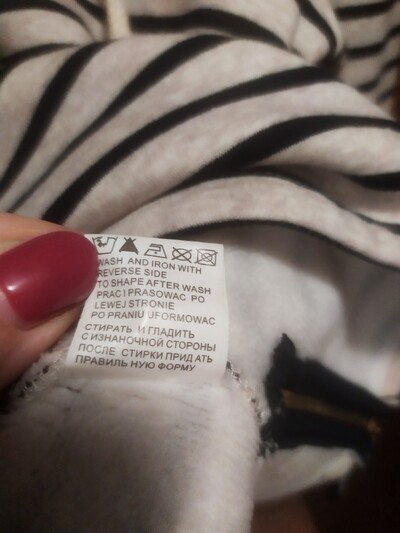 WASH AND IRON WITH
REVERSE SIDE
TO SHAPE AFTER WASH
PRAC I PRASOWAC PO
LEWEJ STRONIE
PO PRANIU UFORMOWAC
СТИРАТЬ И ГЛАДИТЬ
С ИЗНАНОЧНОЙ СТОРОНЫ
ПОСЛЕ СТИРКИ ПРИД АТЬ
ПРАВИЛЬ НУЮ ФОРМУ